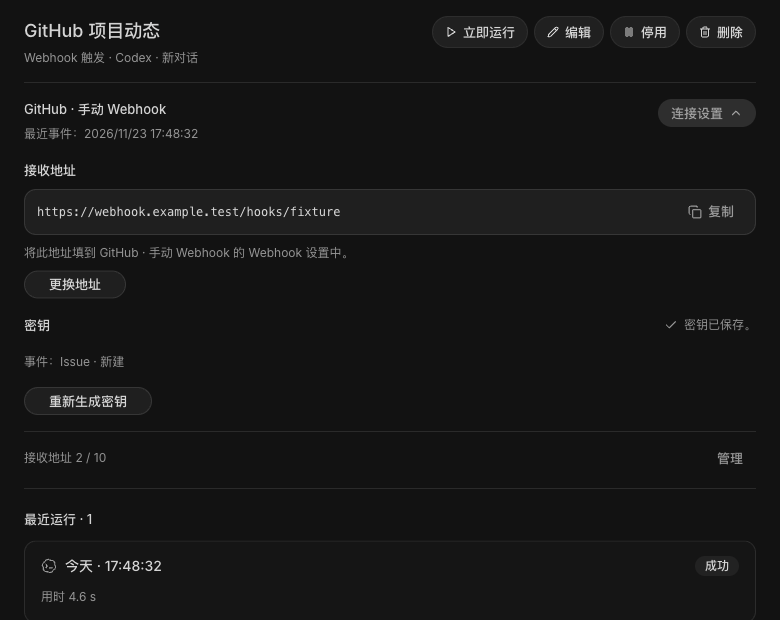 GitHub 项目动态
立即运行
编辑
停用
删除
Webhook 触发 · Codex · 新对话
GitHub · 手动 Webhook
连接设置
最近事件：2026/11/23 17:48:32
接收地址
https://webhook.example.test/hooks/fixture
复制
将此地址填到 GitHub · 手动 Webhook 的 Webhook 设置中。
更换地址
密钥
密钥已保存。
事件：Issue · 新建
重新生成密钥
接收地址 2 / 10
管理
最近运行 · 1
今天 · 17:48:32
成功
用时 4.6 s